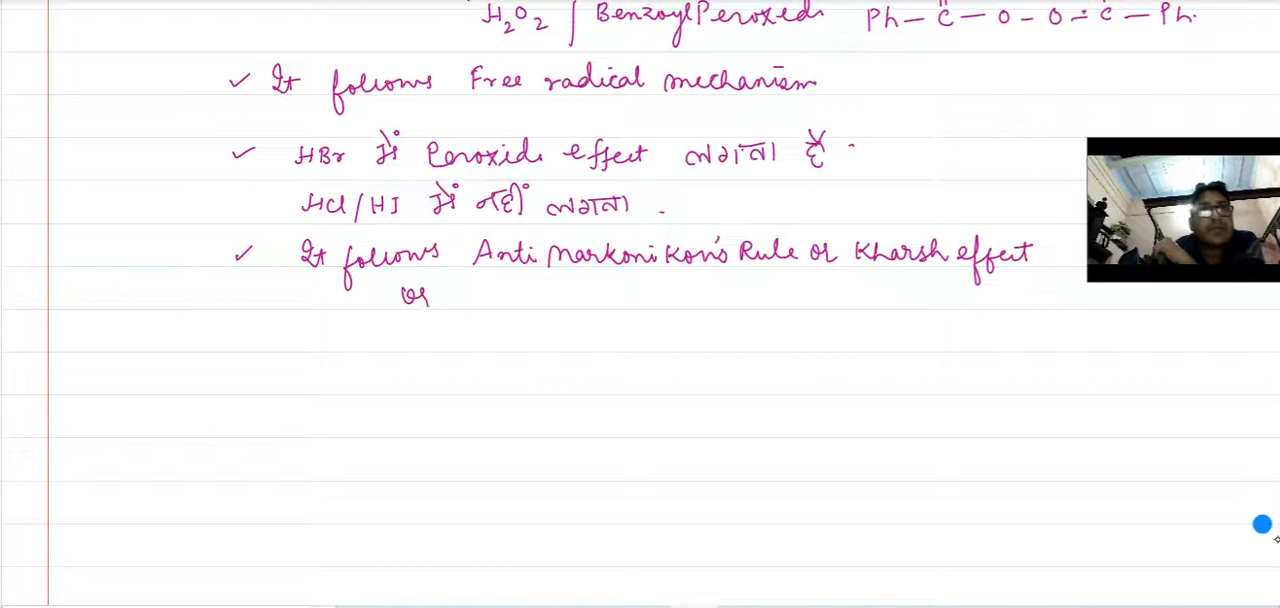 H2O2 / Benzoyl Peroxide Ph – C – O – O – C – Ph.
✓ It follows Free radical mechanism
✓ HBr में Peroxide effect लगता है .
HCl / HI में नहीं लगता .
✓ It follows Anti Markonikon's Rule or Kharsh effect
or